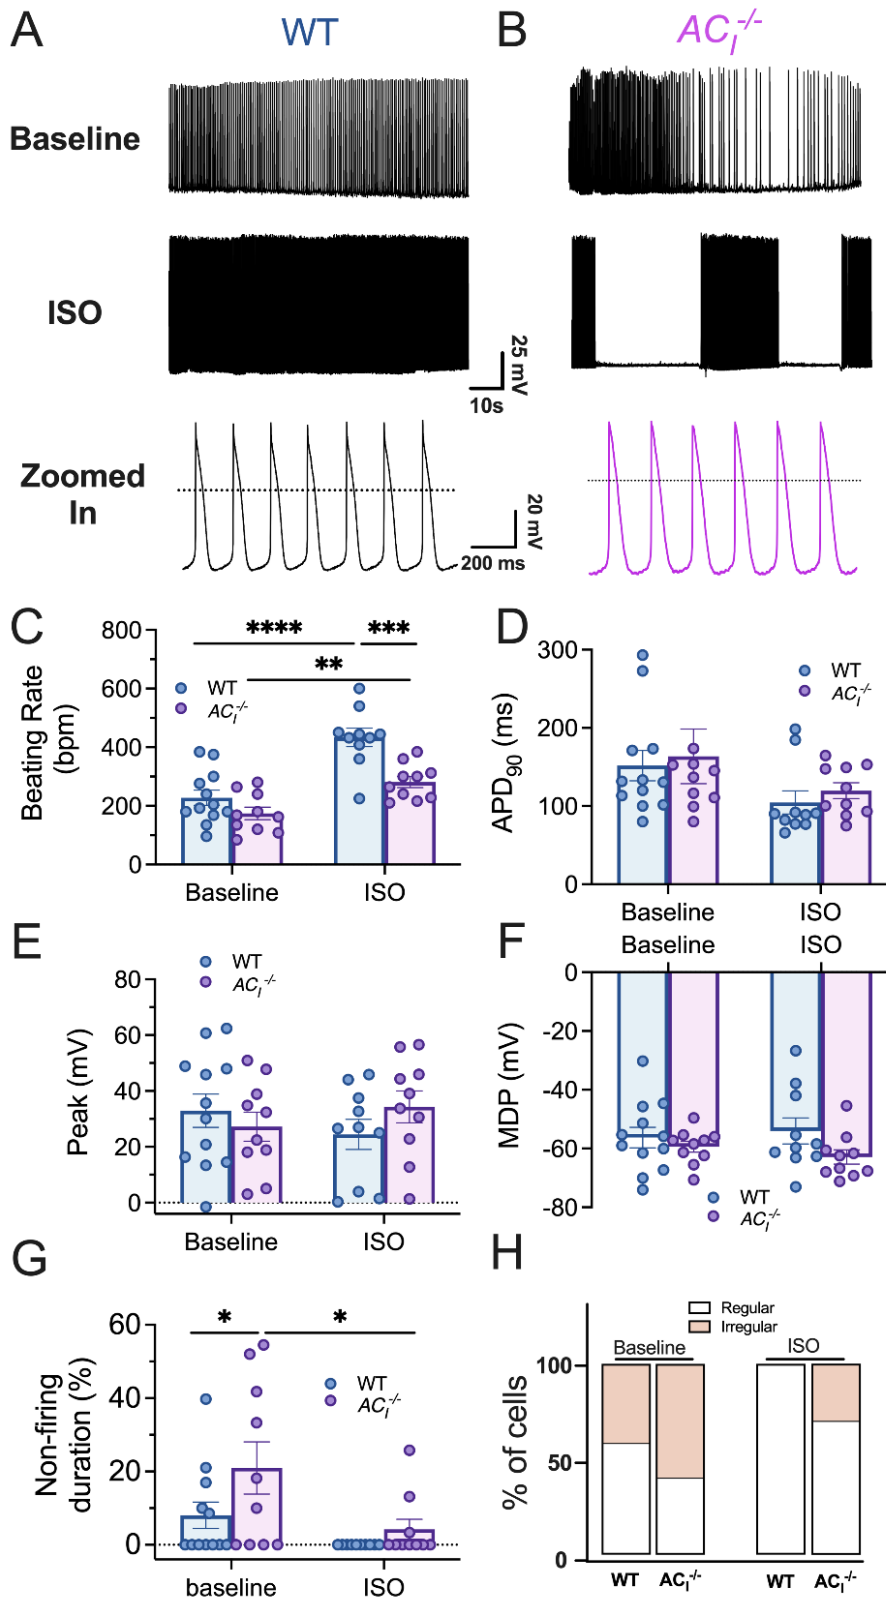 A WT B AC_I^-/-
Baseline
ISO
25 mV
10s
Zoomed
In
20 mV
200 ms
C D
800
600
400
200
0
Beating Rate
(bpm)
**** ***
**
WT
AC_I^-/-
Baseline ISO
300
200
100
0
APD90 (ms)
WT
AC_I^-/-
Baseline ISO
E F
WT
AC_I^-/-
80
60
40
20
0
Peak (mV)
Baseline ISO
Baseline ISO
0
-20
-40
-60
-80
MDP (mV)
WT
AC_I^-/-
G H
60
40
20
0
Non-firing
duration (%)
* *
WT
AC_I^-/-
baseline ISO
Regular
Irregular
Baseline ISO
100
50
0
% of cells
WT AC_I^-/- WT AC_I^-/-